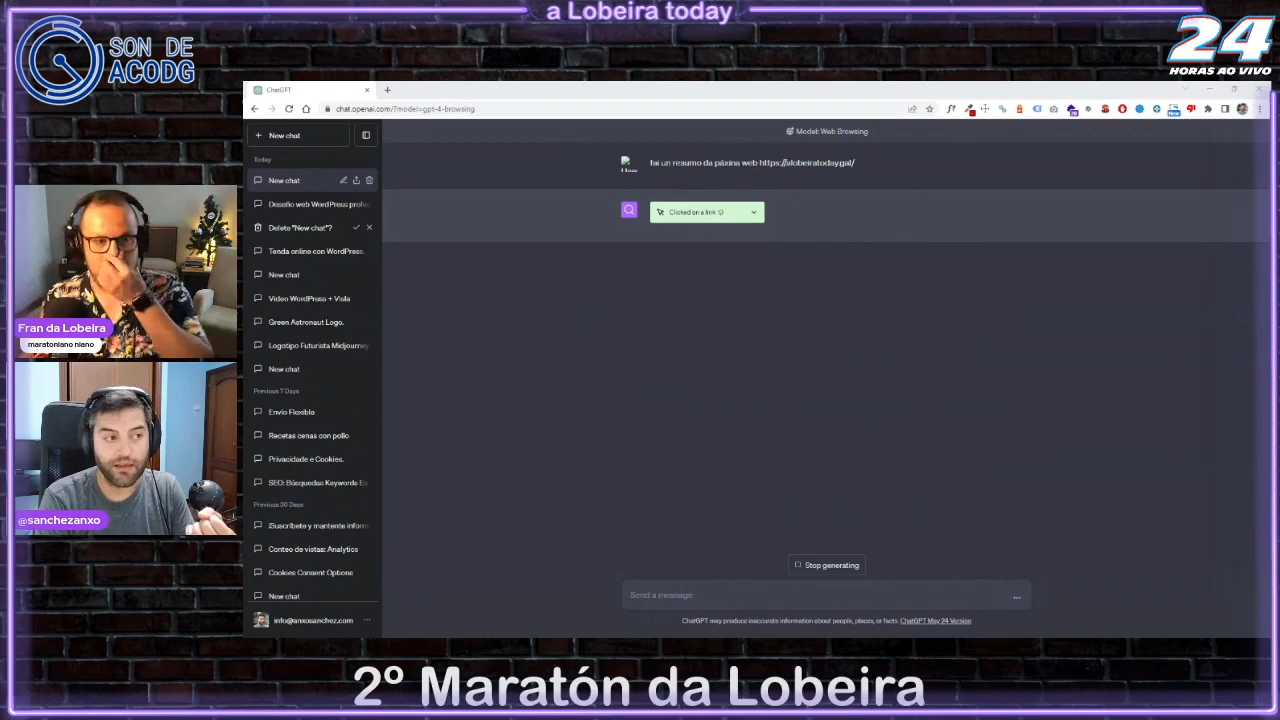 a Lobeira today
SON DE
ACODG
24
HORAS AO VIVO
ChatGPT
chat.openai.com/?model=gpt-4-browsing
New chat
Model: Web Browsing
Today
fai un resumo da páxina web https://alobeiratoday.gal/
New chat
Deseño web WordPress profes
Clicked on a link
Delete "New chat"?
Tenda online con WordPress.
New chat
Video WordPress + Visla
Green Astronaut Logo.
Logotipo Futurista Midjourney
New chat
Previous 7 Days
Envío Flexible
Recetas cenas con pollo
Privacidade e Cookies.
SEO: Búsquedas Keywords Es
Previous 30 Days
¡Suscríbete y mantente inform
Conteo de vistas: Analytics
Cookies Consent Options
New chat
info@anxosanchez.com
Stop generating
Send a message
ChatGPT may produce inaccurate information about people, places, or facts. ChatGPT May 24 Version
Fran da Lobeira
maratoniano niano
@sanchezanxo
2º Maratón da Lobeira